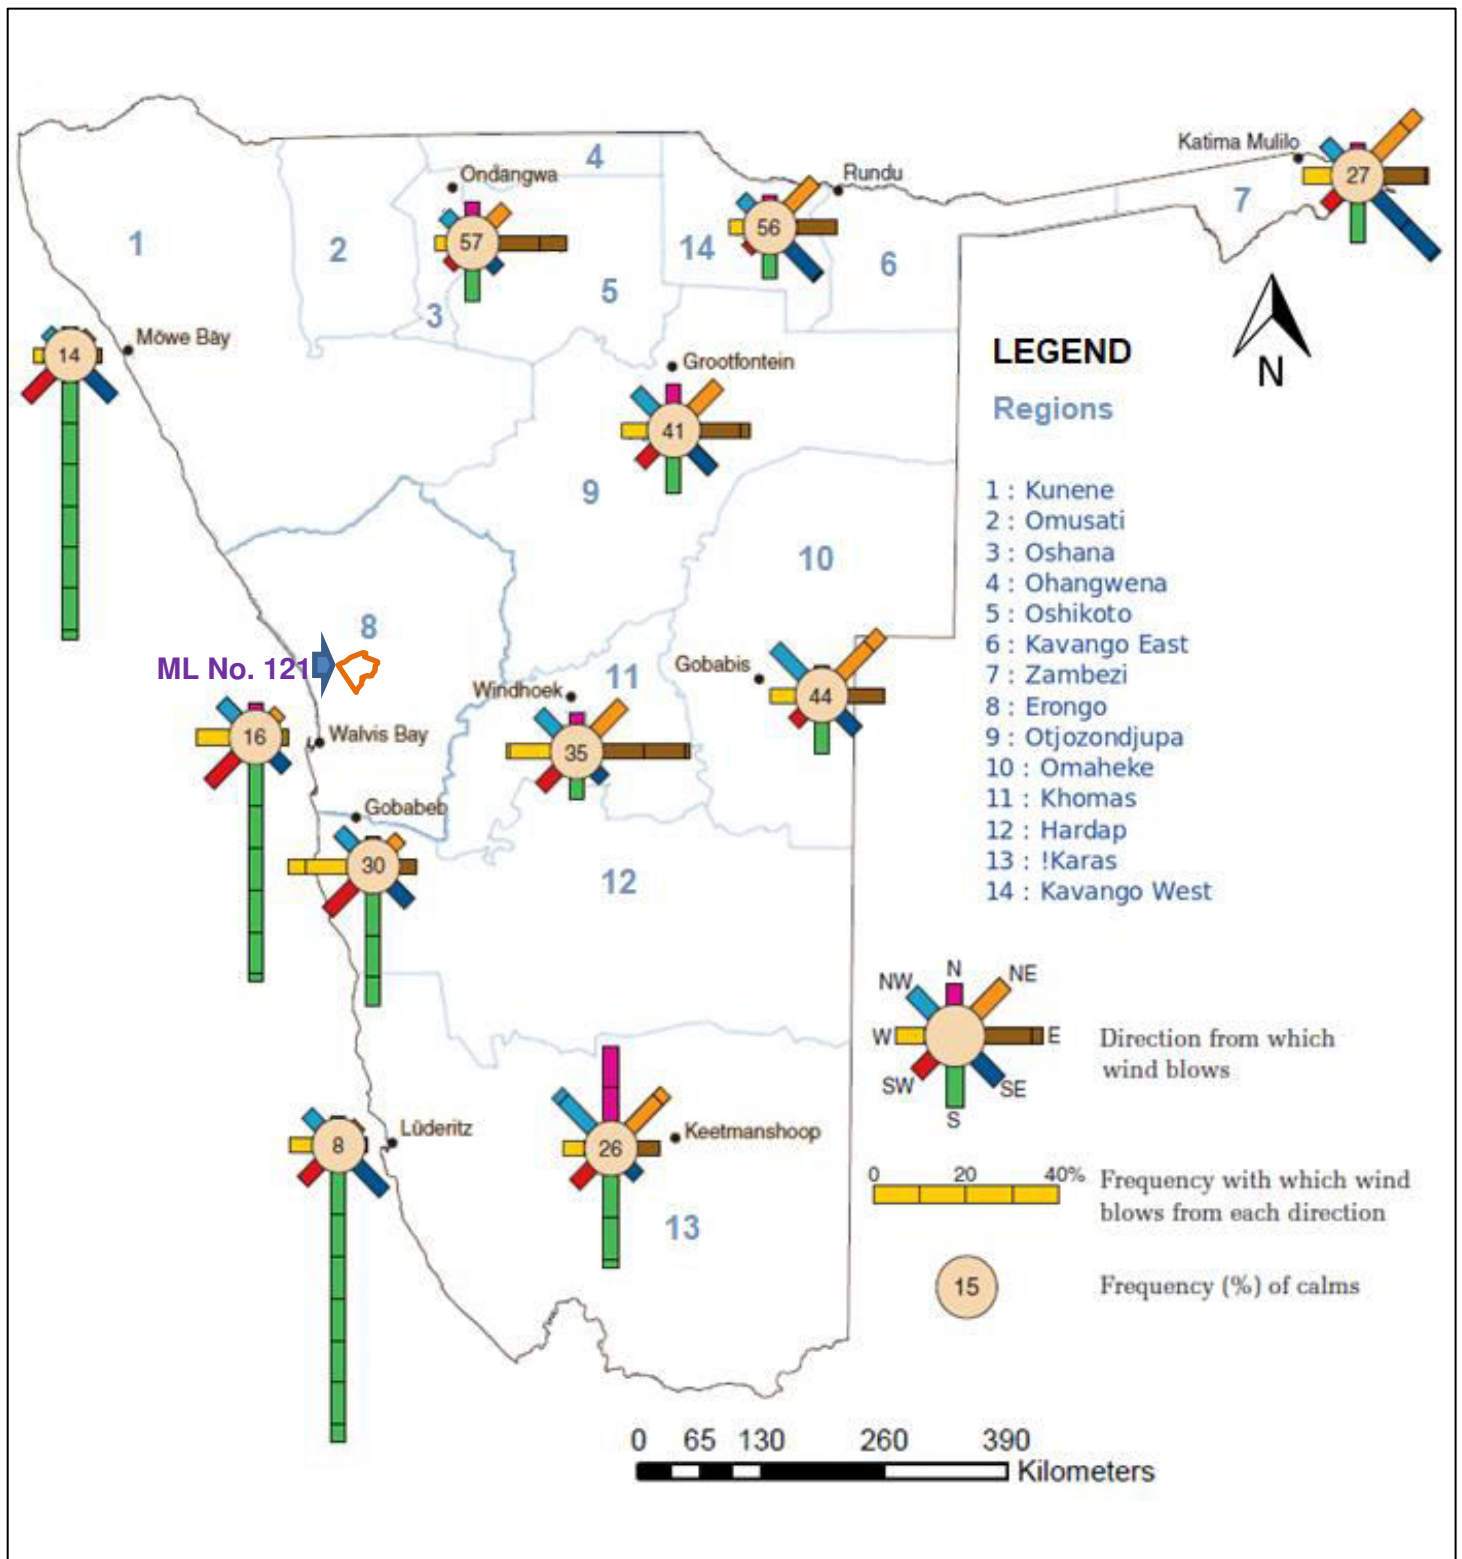 Katima Mulilo
27
4
Ondangwa
Rundu
7
56
57
1
2
14
6
5
3
Möwe Bay
14
Grootfontein
LEGEND
N
41
Regions
9
1 : Kunene
2 : Omusati
3 : Oshana
4 : Ohangwena
5 : Oshikoto
6 : Kavango East
7 : Zambezi
8 : Erongo
9 : Otjozondjupa
10 : Omaheke
11 : Khomas
12 : Hardap
13 : !Karas
14 : Kavango West
10
8
ML No. 121
Gobabis
11
Windhoek
44
16
Walvis Bay
35
Gobabeb
30
12
N
NW
NE
W
E
SW
SE
S
Direction from which
wind blows
Lüderitz
8
Keetmanshoop
26
13
0 20 40%
Frequency with which wind
blows from each direction
15
Frequency (%) of calms
0 65 130 260 390
Kilometers